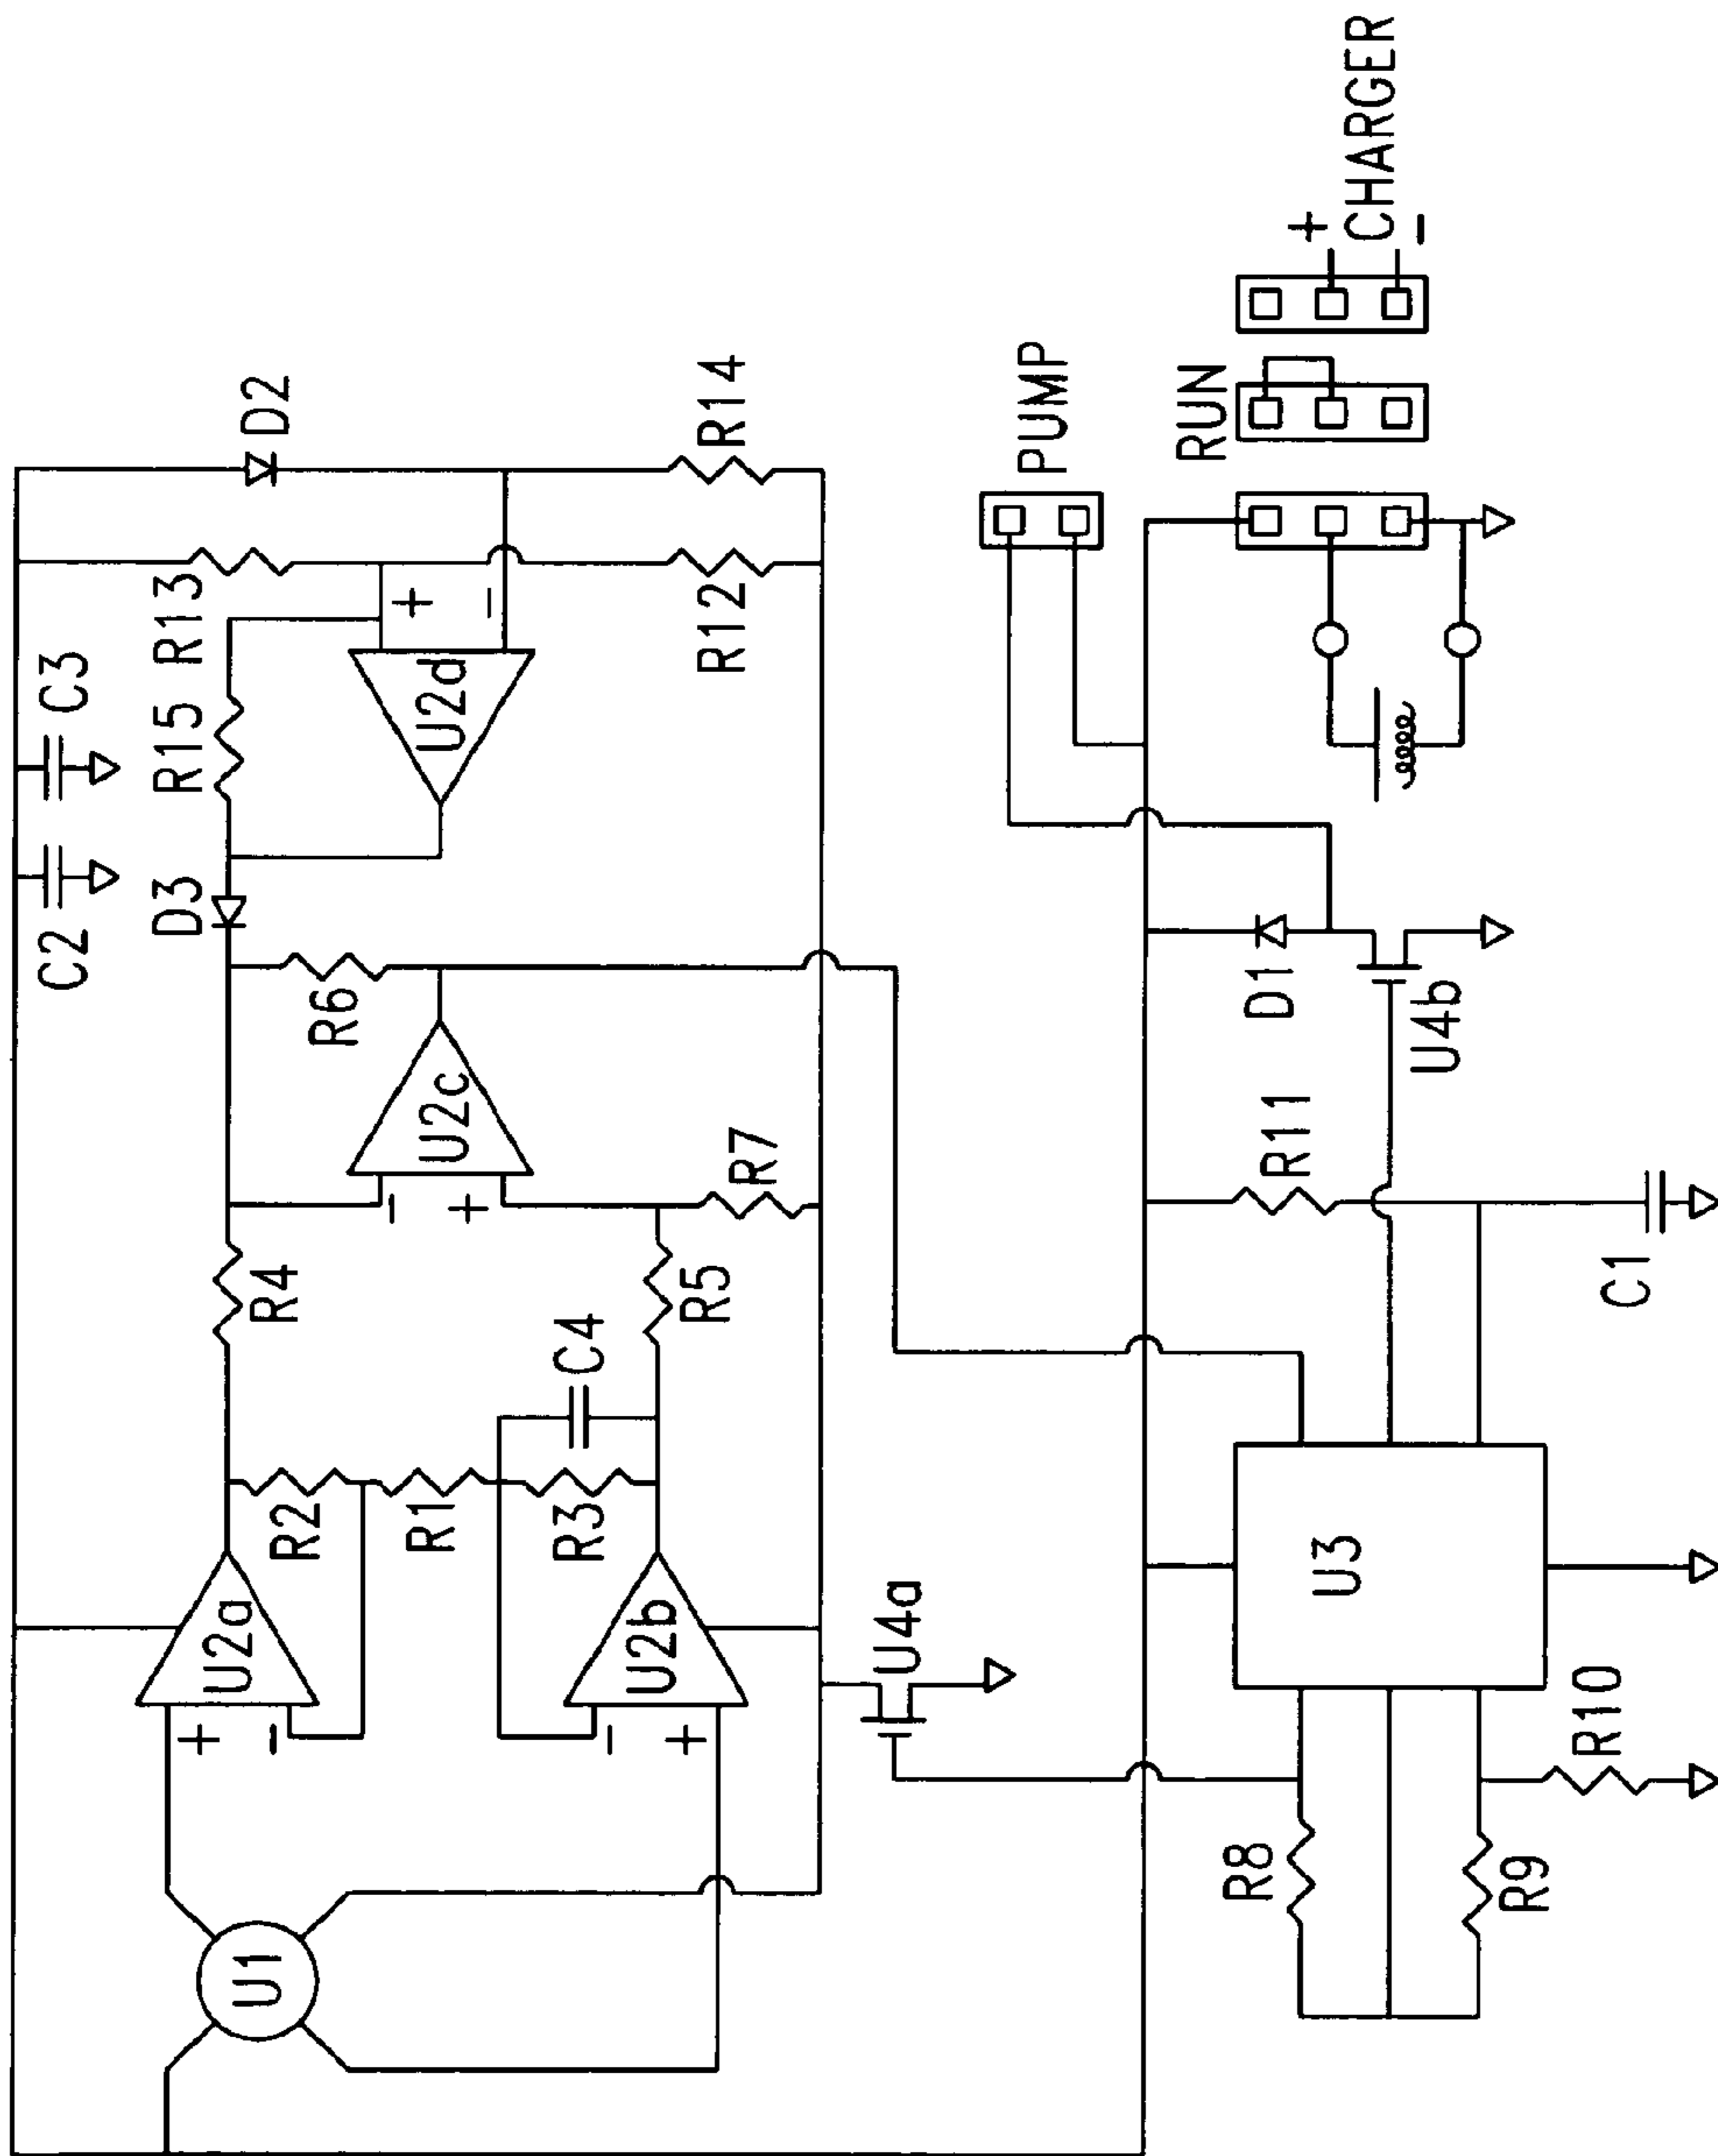 C2
C3
D3
R15
R13
D2
R6
U2d
R4
U2c
+
-
-
+
R12
R14
R2
U2a
+
-
R1
C4
R5
R7
R3
U2b
-
+
U1
U4a
PUMP
RUN
+
CHARGER
-
D1
U4b
R11
C1
U3
R8
R9
R10